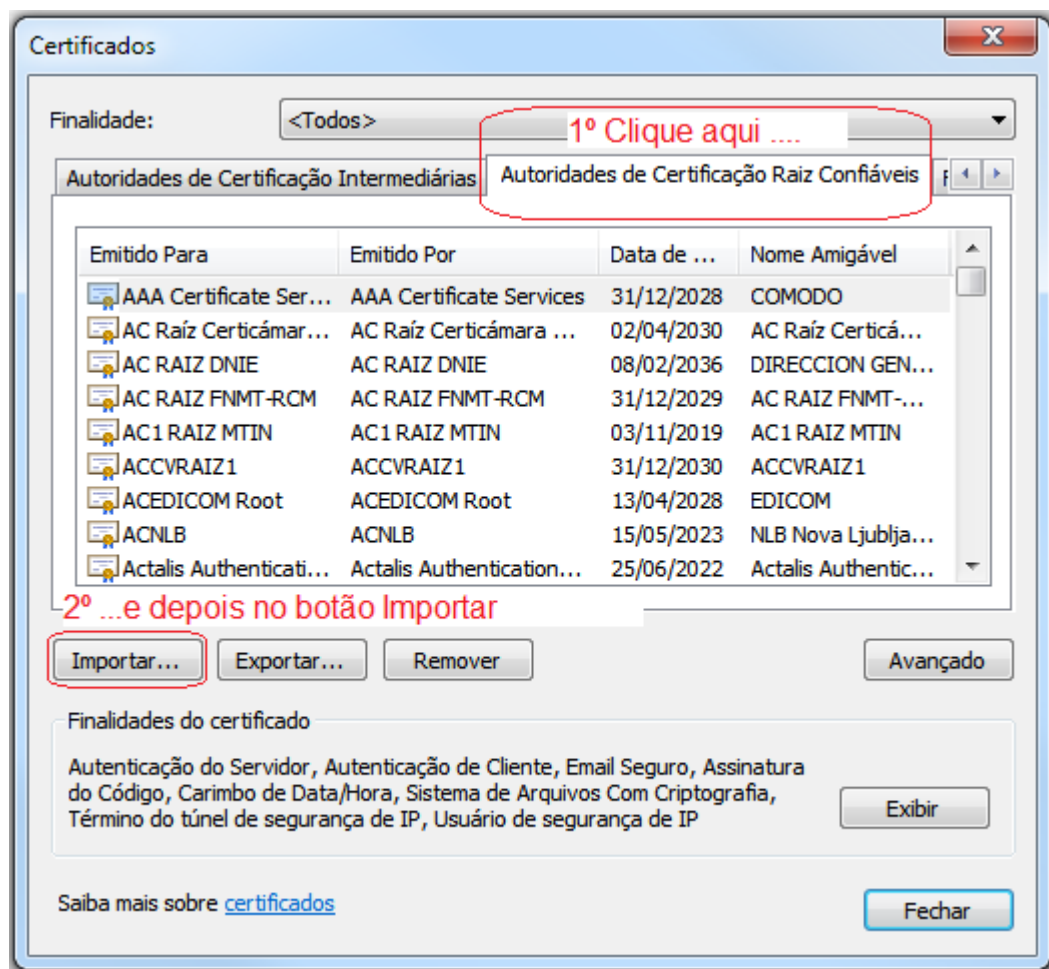 Certificados
Finalidade:
<Todos>
1º Clique aqui ....
Autoridades de Certificação Intermediárias
Autoridades de Certificação Raiz Confiáveis
Emitido Para Emitido Por Data de ... Nome Amigável
AAA Certificate Ser... AAA Certificate Services 31/12/2028 COMODO
AC Raíz Certicámar... AC Raíz Certicámara ... 02/04/2030 AC Raíz Certicá...
AC RAIZ DNIE AC RAIZ DNIE 08/02/2036 DIRECCION GEN...
AC RAIZ FNMT-RCM AC RAIZ FNMT-RCM 31/12/2029 AC RAIZ FNMT-...
AC1 RAIZ MTIN AC1 RAIZ MTIN 03/11/2019 AC1 RAIZ MTIN
ACCVRAIZ1 ACCVRAIZ1 31/12/2030 ACCVRAIZ1
ACEDICOM Root ACEDICOM Root 13/04/2028 EDICOM
ACNLB ACNLB 15/05/2023 NLB Nova Ljublja...
Actalis Authenticati... Actalis Authentication... 25/06/2022 Actalis Authentic...
2º ...e depois no botão Importar
Importar... Exportar... Remover Avançado
Finalidades do certificado
Autenticação do Servidor, Autenticação de Cliente, Email Seguro, Assinatura
do Código, Carimbo de Data/Hora, Sistema de Arquivos Com Criptografia,
Término do túnel de segurança de IP, Usuário de segurança de IP
Exibir
Saiba mais sobre certificados
Fechar